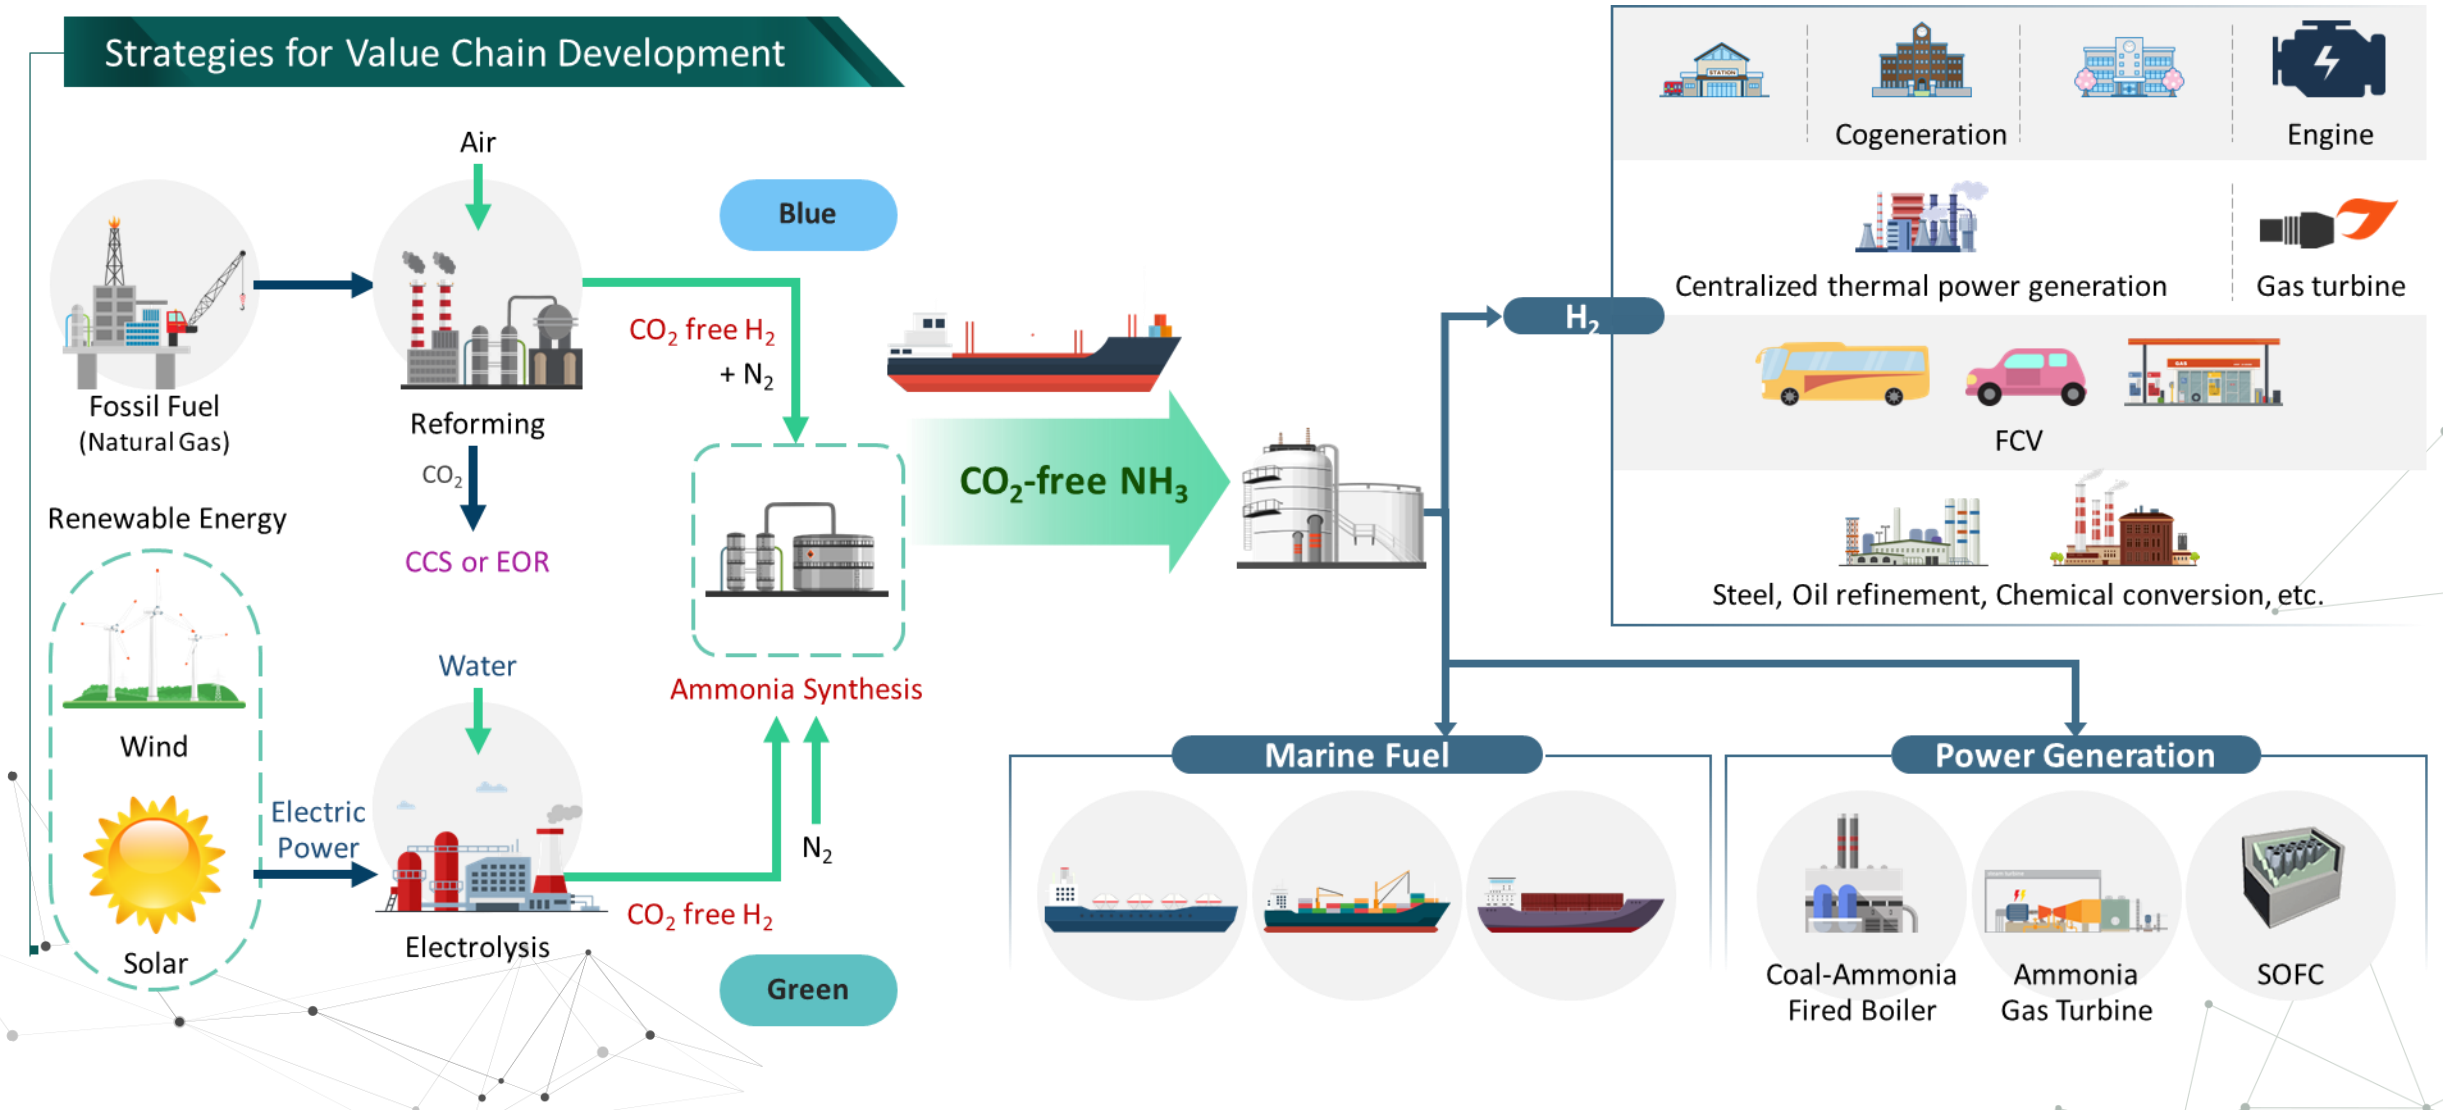 Strategies for Value Chain Development
Air
Blue
Fossil Fuel
(Natural Gas)
Reforming
CO₂
CCS or EOR
CO₂ free H₂
+ N₂
Renewable Energy
Wind
Solar
Electric
Power
Water
Electrolysis
CO₂ free H₂
N₂
Green
Ammonia Synthesis
CO₂-free NH₃
H₂
STATION
Cogeneration
Engine
Centralized thermal power generation
Gas turbine
GAS
FCV
Steel, Oil refinement, Chemical conversion, etc.
Marine Fuel
Power Generation
Coal-Ammonia
Fired Boiler
Ammonia
Gas Turbine
SOFC